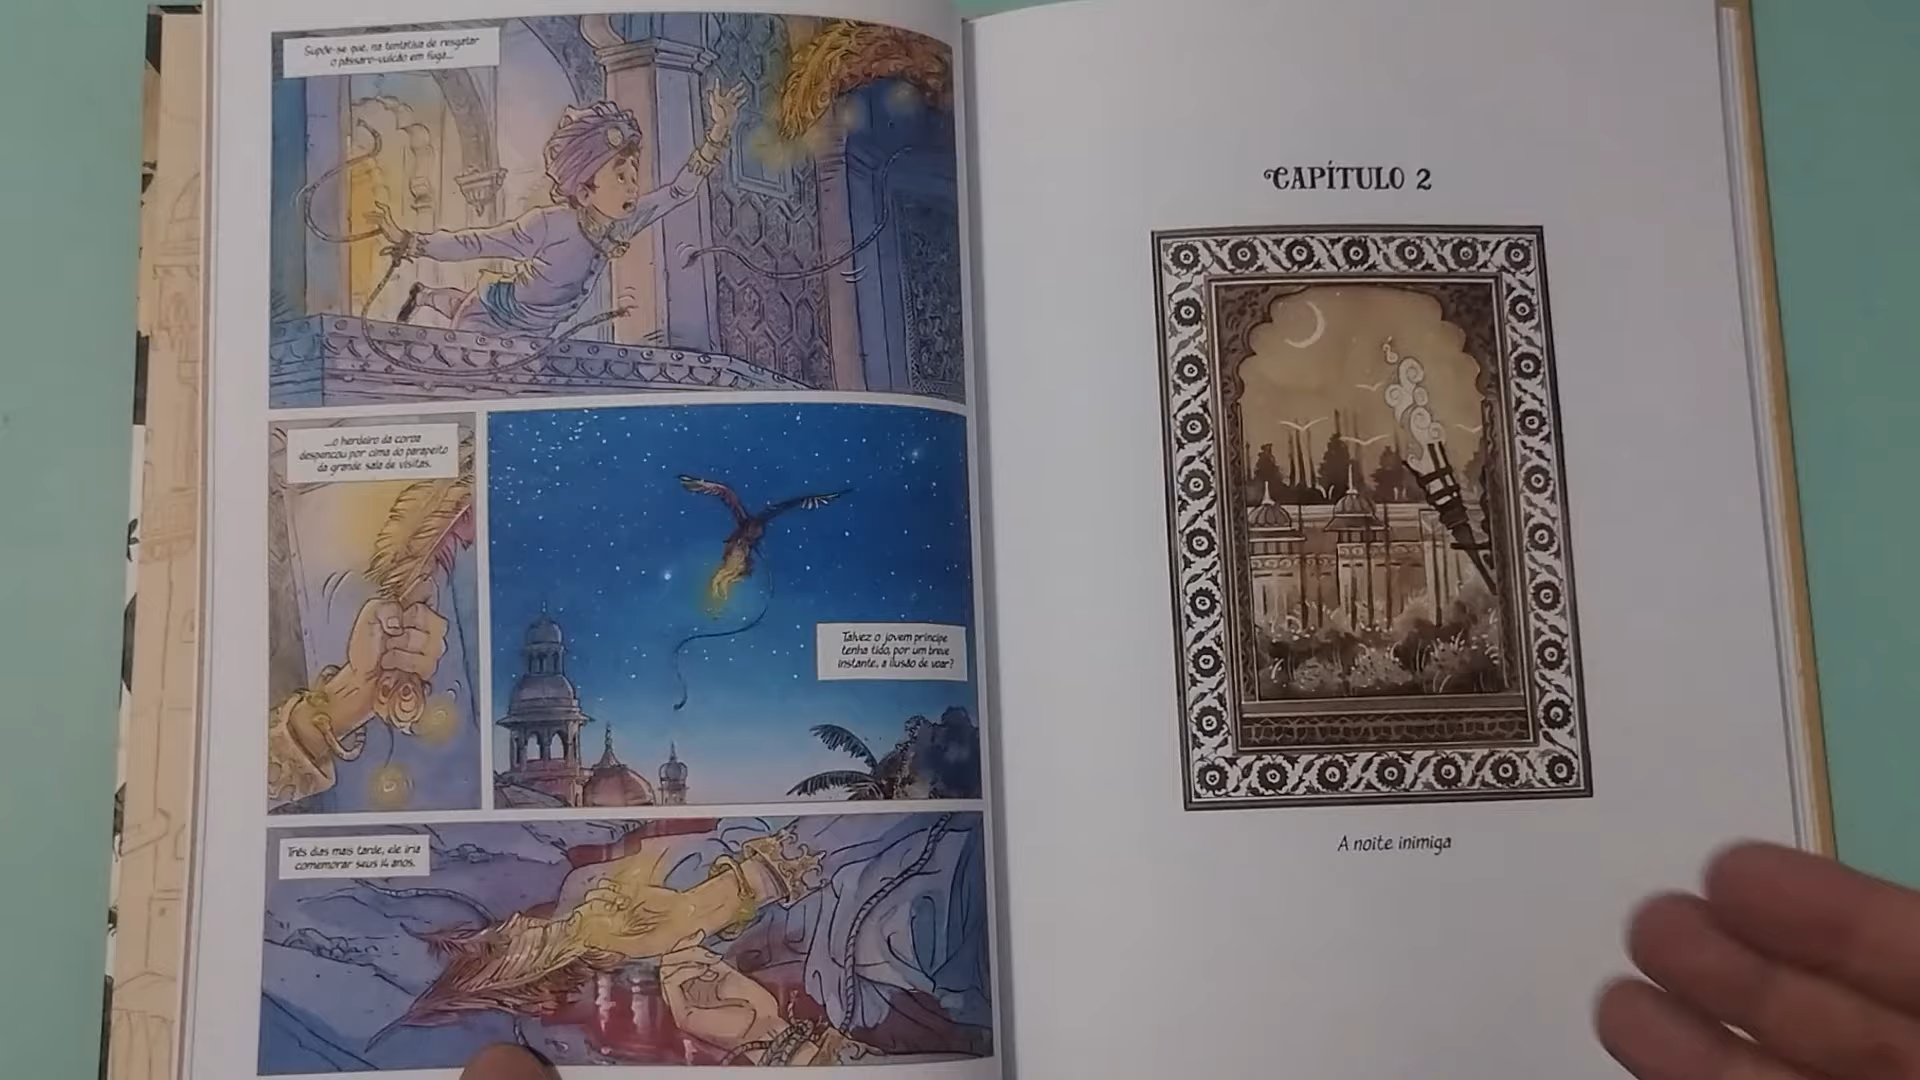 Supõe-se que, na tentativa de resgatar
o pássaro-vulcão em fuga...
...o herdeiro da coroa
despencou por cima do parapeito
da grande sala de visitas.
Talvez o jovem príncipe
tenha tido, por um breve
instante, a ilusão de voar?
Três dias mais tarde, ele iria
comemorar seus 14 anos.
CAPÍTULO 2
A noite inimiga